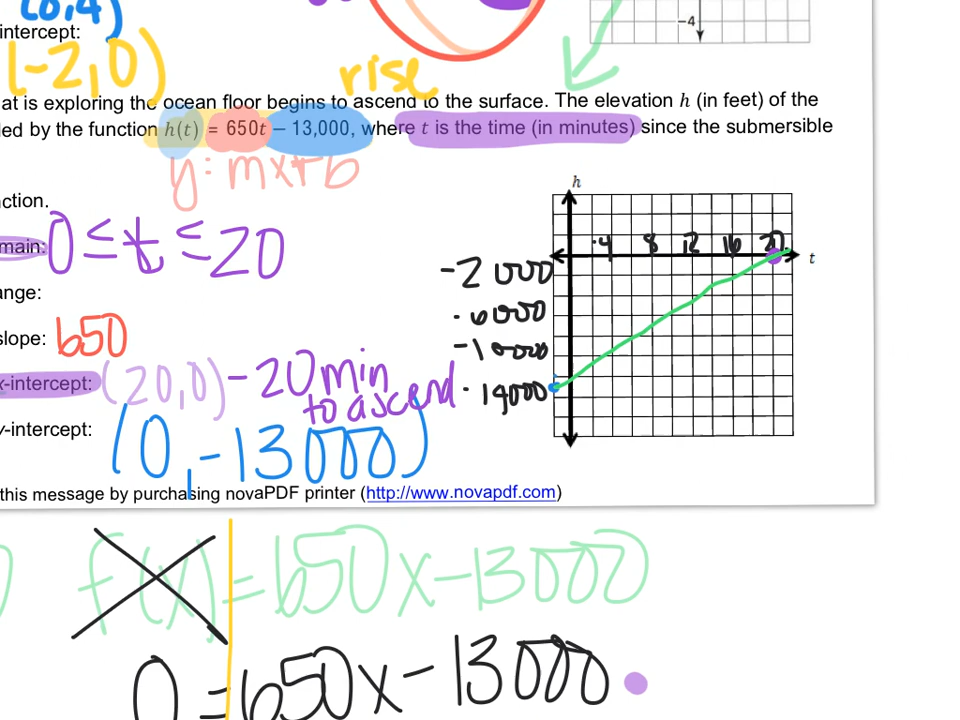 (0,4)
intercept:
(-2,0)
rise
at is exploring the ocean floor begins to ascend to the surface. The elevation h (in feet) of the
led by the function h(t) = 650t − 13,000, where t is the time (in minutes) since the submersible
y = mx+b
ction.
main: 0 ≤ t ≤ 20
ange:
slope: 650
x-intercept: (20,0) - 20 min
to ascend
y-intercept: (0,-13000)
-4
h
4 8 12 16 20
t
-2000
-6000
-10000
-14000
this message by purchasing novaPDF printer (http://www.novapdf.com)
f(x) = 650x-13000
0 = 650x-13000